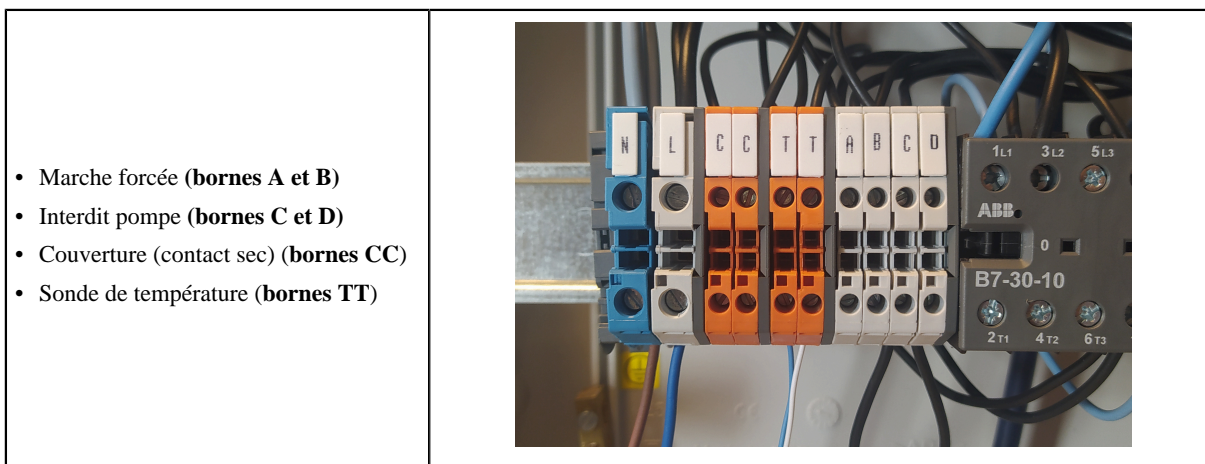 • Marche forcée (bornes A et B)
• Interdit pompe (bornes C et D)
• Couverture (contact sec) (bornes CC)
• Sonde de température (bornes TT)
N L C C T T A B C D
1L1 3L2 5L3
ABB
0
B7-30-10
2T1 4T2 6T3